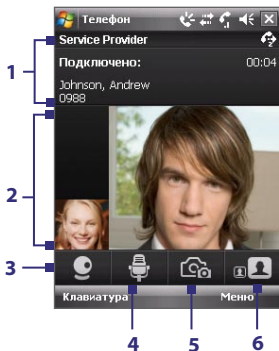 Телефон
Service Provider
Подключено: 00:04
Johnson, Andrew
0988
Клавиатура Меню
1
2
3
4
5
6